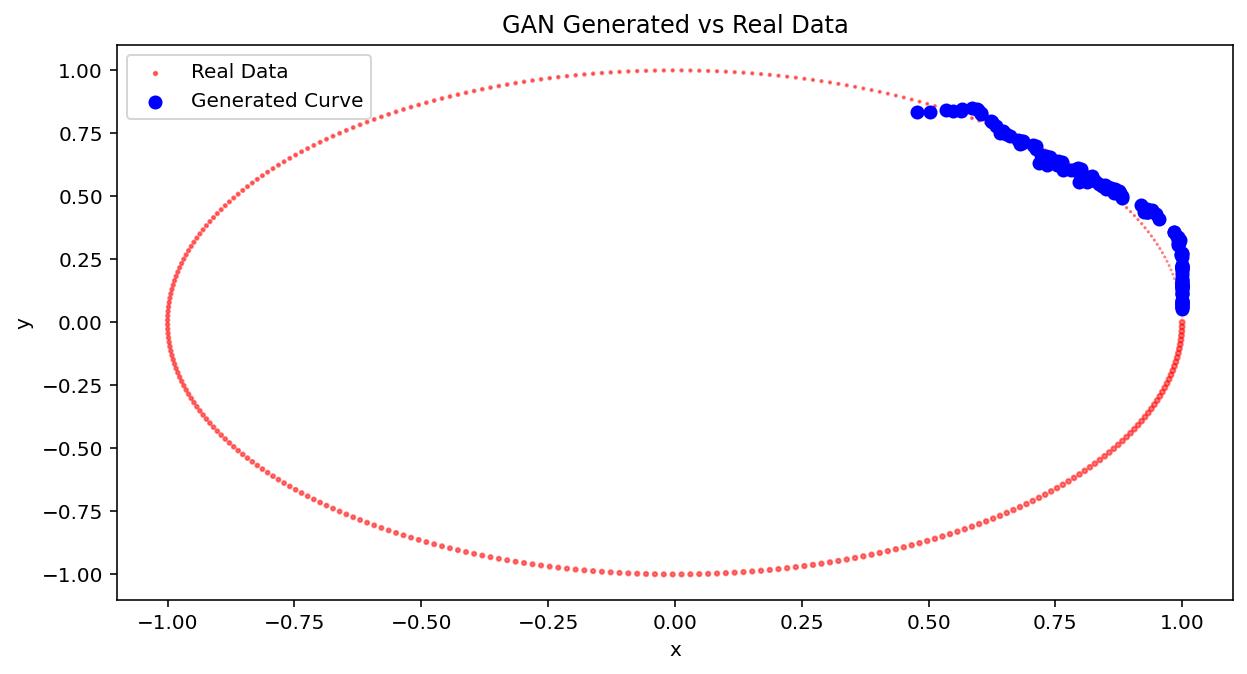 GAN Generated vs Real Data
Real Data
Generated Curve
1.00
0.75
0.50
0.25
0.00
−0.25
−0.50
−0.75
−1.00
y
−1.00 −0.75 −0.50 −0.25 0.00 0.25 0.50 0.75 1.00
x